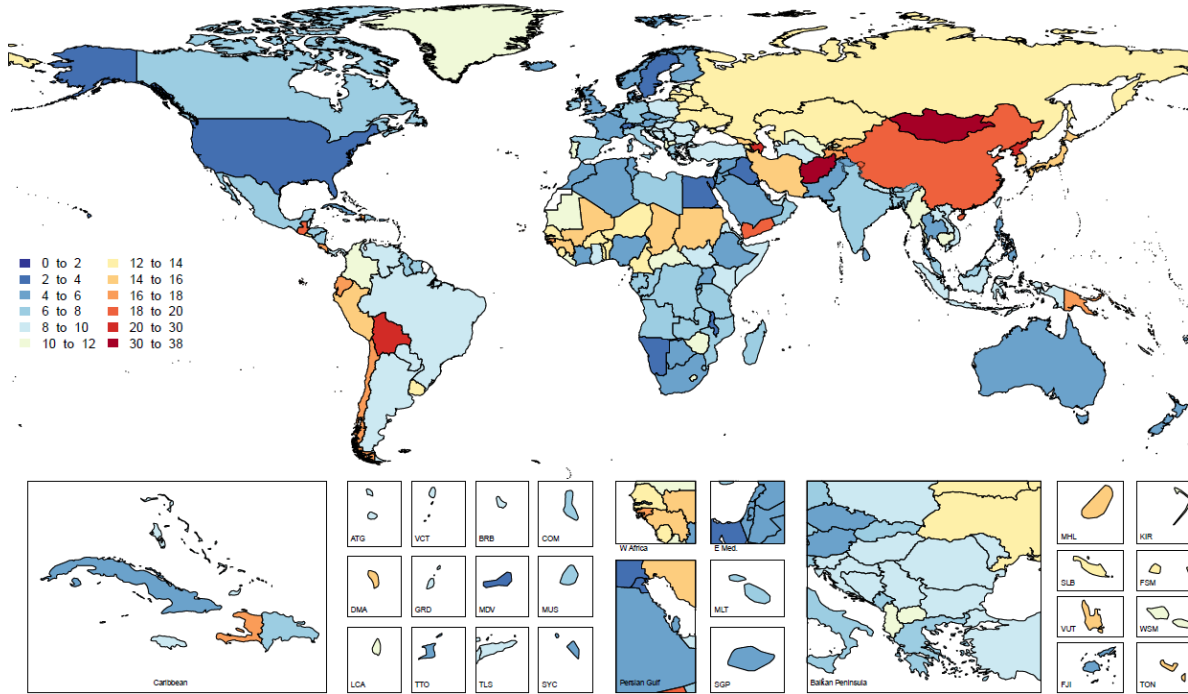 0 to 2
2 to 4
4 to 6
6 to 8
8 to 10
10 to 12
12 to 14
14 to 16
16 to 18
18 to 20
20 to 30
30 to 38
Caribbean
ATG
VCT
BRB
COM
DMA
GRD
MDV
MUS
LCA
TTO
TLS
SYC
W Africa
E Med.
Persian Gulf
MLT
SGP
Balkan Peninsula
MHL
KIR
SLB
FSM
VUT
WSM
FJI
TON